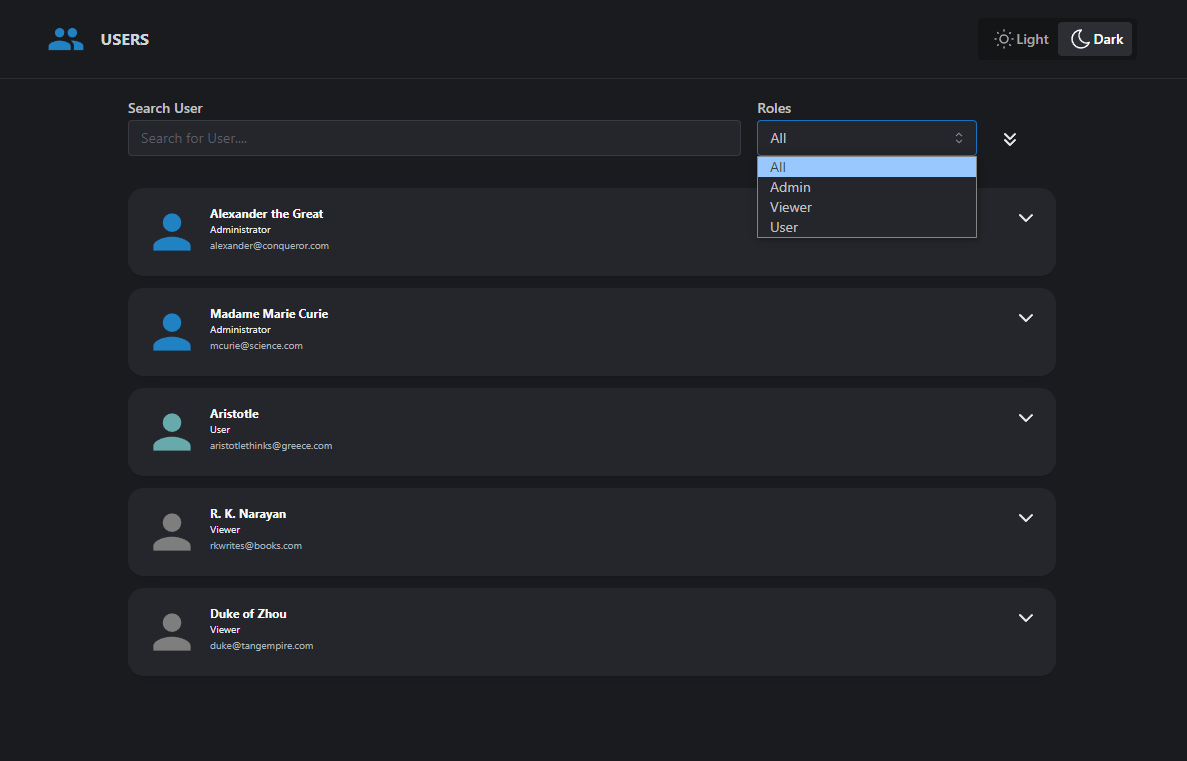 USERS
Light
Dark
Search User
Roles
Search for User....
All
All
Admin
Viewer
User
Alexander the Great
Administrator
alexander@conqueror.com
Madame Marie Curie
Administrator
mcurie@science.com
Aristotle
User
aristotlethinks@greece.com
R. K. Narayan
Viewer
rkwrites@books.com
Duke of Zhou
Viewer
duke@tangempire.com